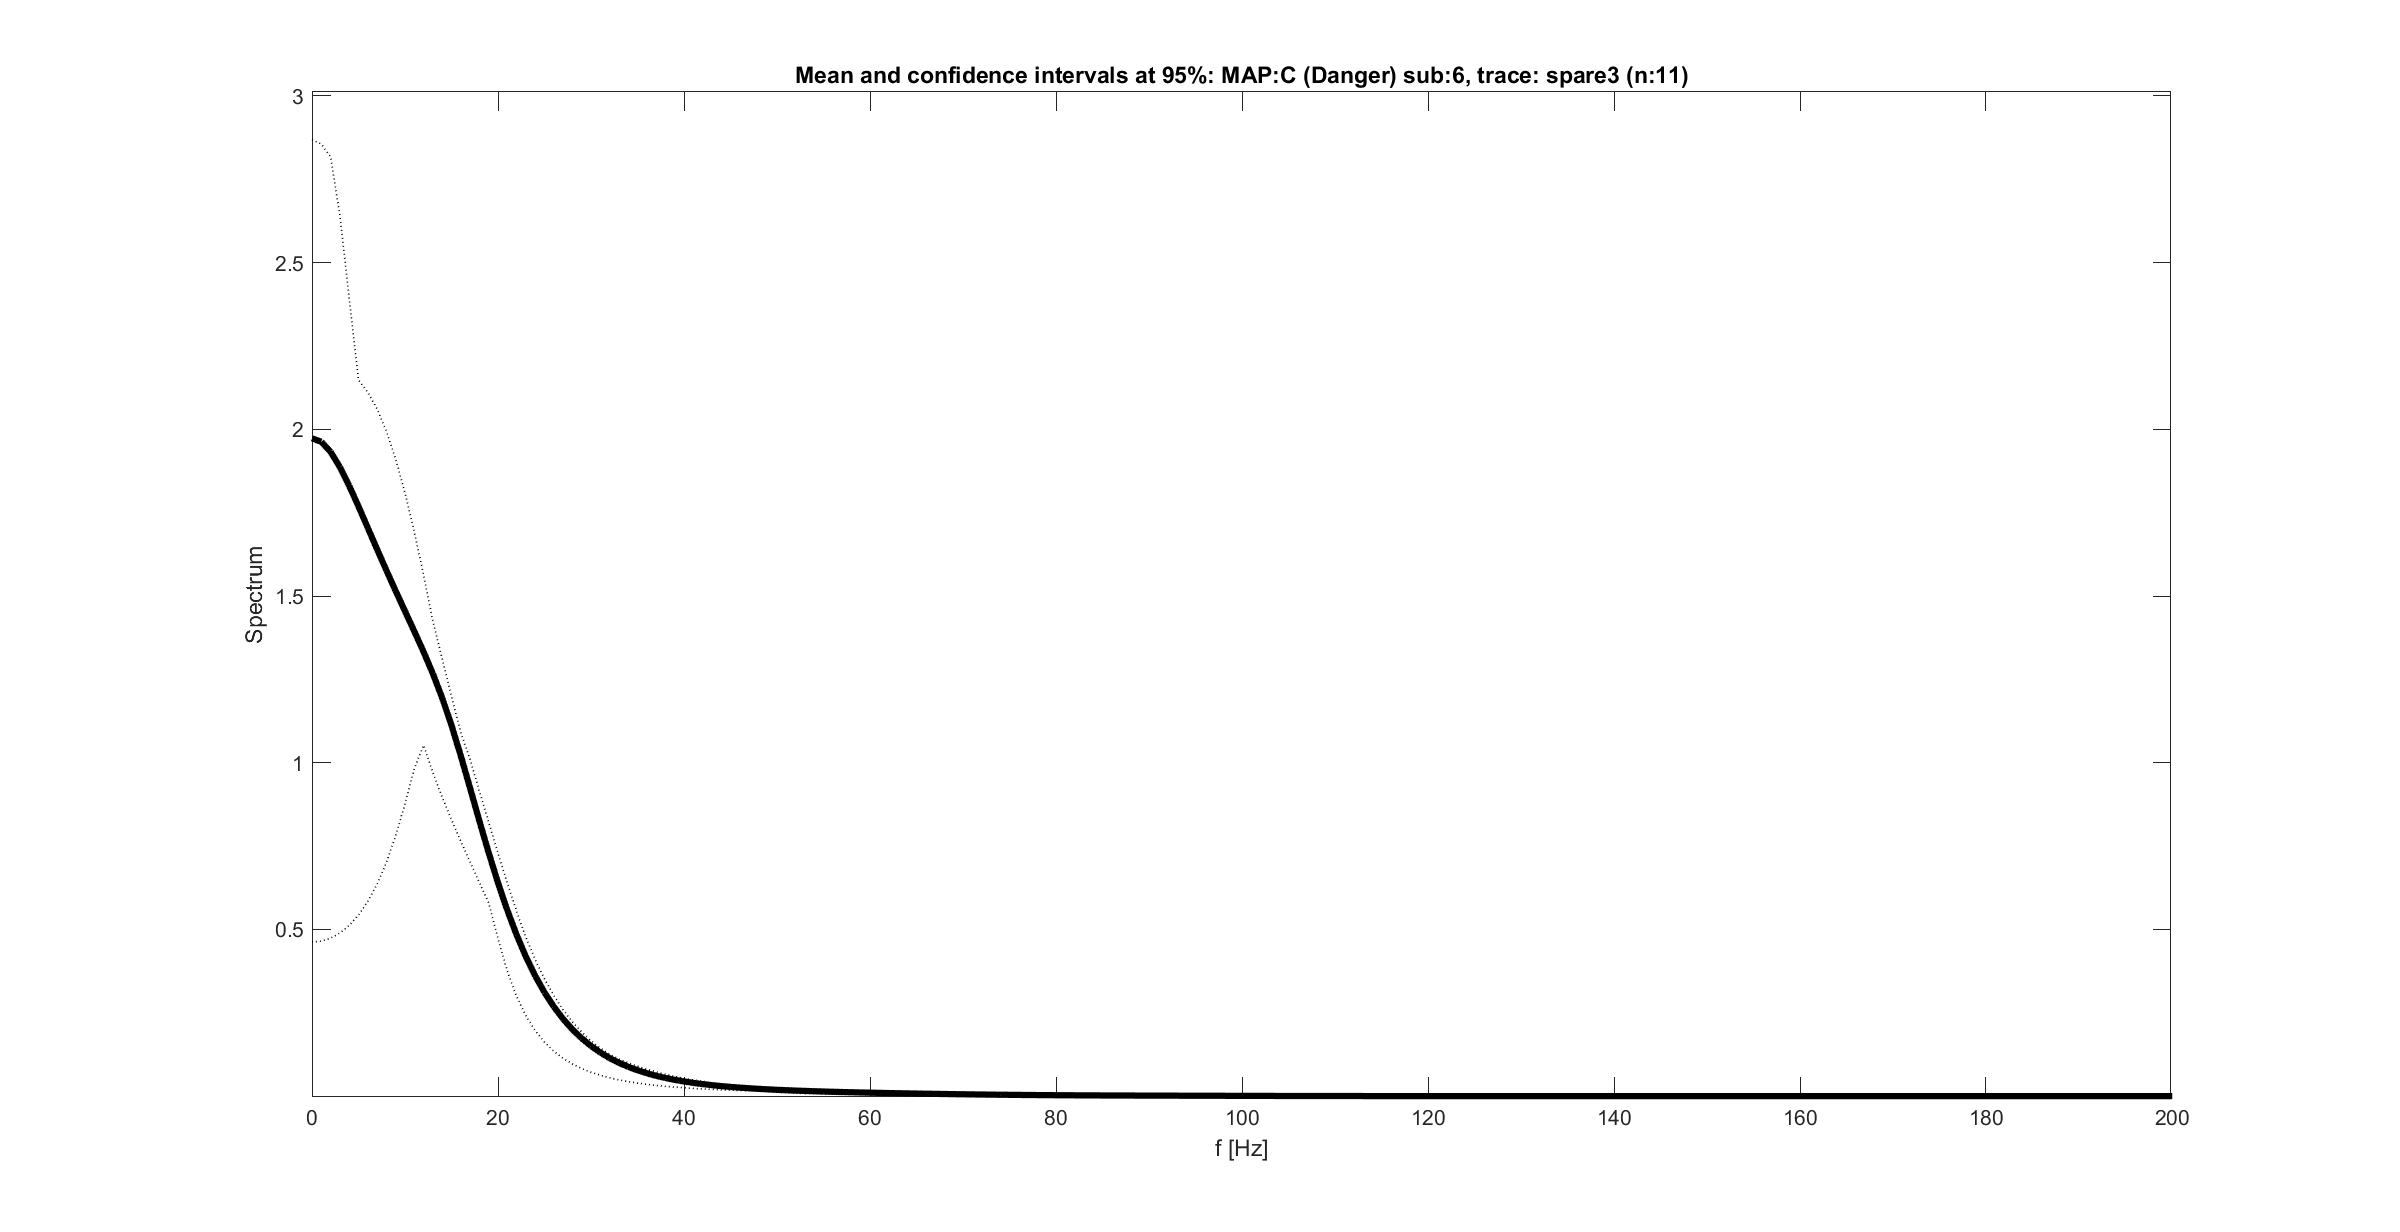 Mean and confidence intervals at 95%: MAP:C (Danger) sub:6, trace: spare3 (n:11)
3
2.5
2
1.5
1
0.5
Spectrum
0 20 40 60 80 100 120 140 160 180 200
f [Hz]